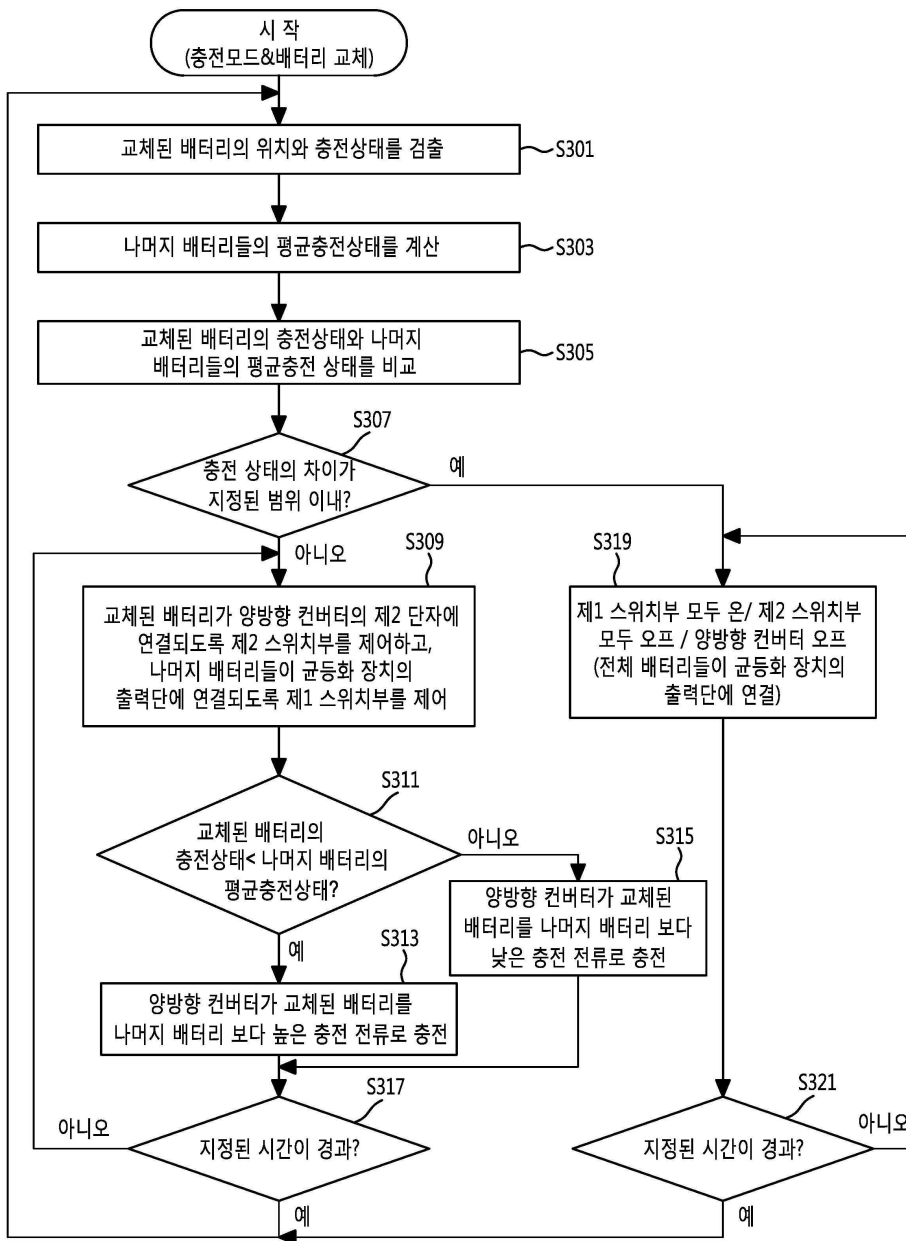 시 작
(충전모드&배터리 교체)
교체된 배터리의 위치와 충전상태를 검출
S301
나머지 배터리들의 평균충전상태를 계산
S303
교체된 배터리의 충전상태와 나머지
배터리들의 평균충전 상태를 비교
S305
S307
충전 상태의 차이가
지정된 범위 이내?
예
아니오
S309
교체된 배터리가 양방향 컨버터의 제2 단자에
연결되도록 제2 스위치부를 제어하고,
나머지 배터리들이 균등화 장치의
출력단에 연결되도록 제1 스위치부를 제어
S319
제1 스위치부 모두 온/ 제2 스위치부
모두 오프 / 양방향 컨버터 오프
(전체 배터리들이 균등화 장치의
출력단에 연결)
S311
교체된 배터리의
충전상태< 나머지 배터리의
평균충전상태?
아니오
예
S315
양방향 컨버터가 교체된
배터리를 나머지 배터리 보다
낮은 충전 전류로 충전
S313
양방향 컨버터가 교체된 배터리를
나머지 배터리 보다 높은 충전 전류로 충전
S317
지정된 시간이 경과?
아니오
예
S321
지정된 시간이 경과?
아니오
예